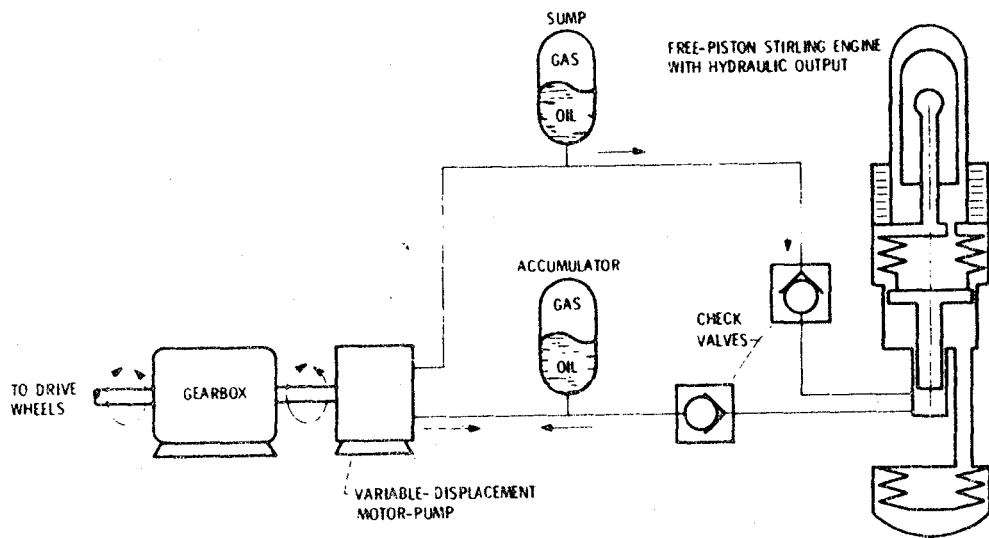 SUMP
GAS
OIL
FREE-PISTON STIRLING ENGINE
WITH HYDRAULIC OUTPUT
ACCUMULATOR
GAS
OIL
CHECK
VALVES
TO DRIVE
WHEELS
GEARBOX
VARIABLE-DISPLACEMENT
MOTOR-PUMP